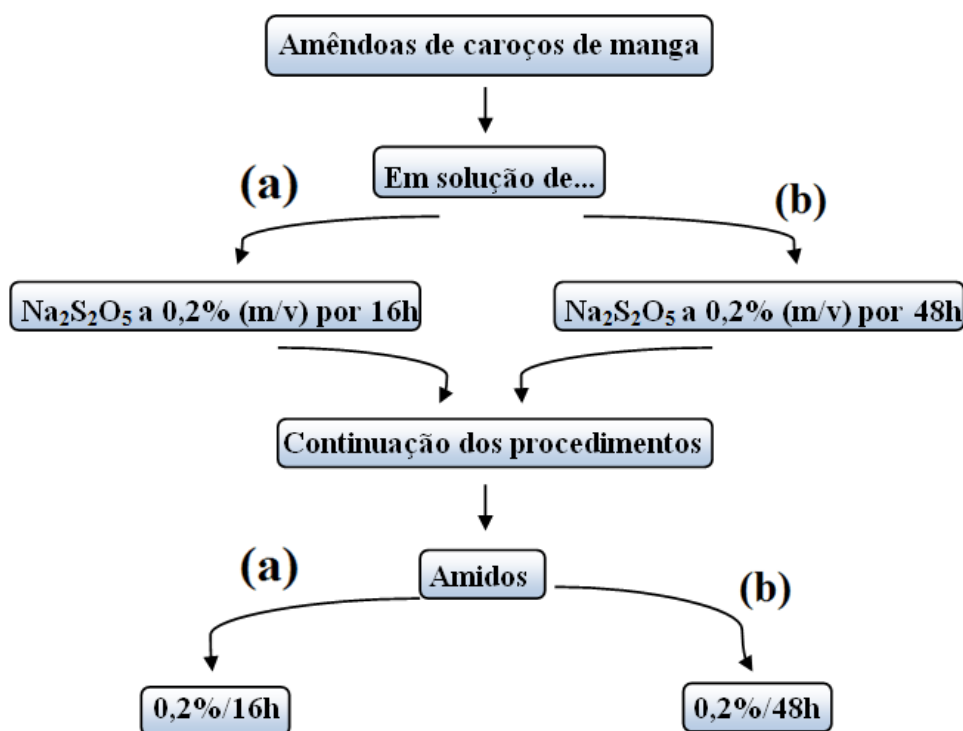 Amêndoas de caroços de manga
(a)
Em solução de...
(b)
Na₂S₂O₅ a 0,2% (m/v) por 16h
Na₂S₂O₅ a 0,2% (m/v) por 48h
Continuação dos procedimentos
(a)
Amidos
(b)
0,2%/16h
0,2%/48h